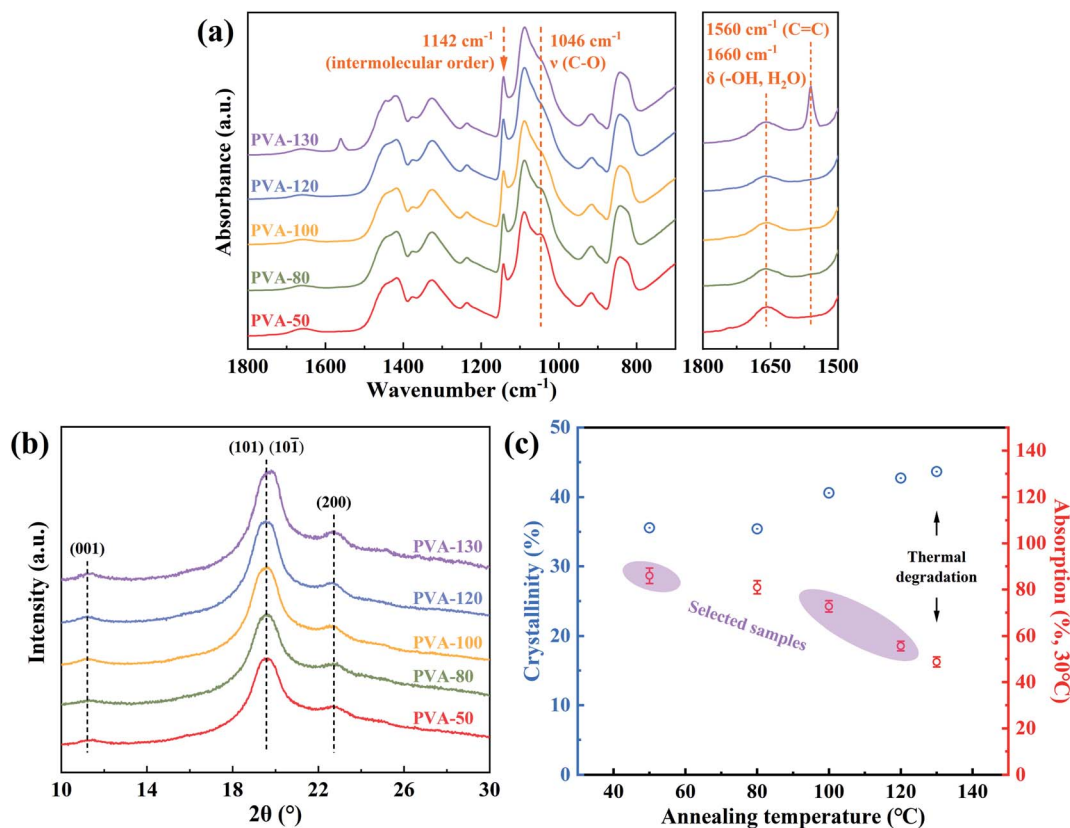 (a)
1142 cm⁻¹
(intermolecular order)
1046 cm⁻¹
ν (C-O)
1560 cm⁻¹ (C=C)
1660 cm⁻¹
δ (-OH, H₂O)
Absorbance (a.u.)
PVA-130
PVA-120
PVA-100
PVA-80
PVA-50
1800 1600 1400 1200 1000 800
1800 1650 1500
Wavenumber (cm⁻¹)
(b)
(001)
(101) (101̄)
(200)
Intensity (a.u.)
PVA-130
PVA-120
PVA-100
PVA-80
PVA-50
10 14 18 22 26 30
2θ (°)
(c)
Crystallinity (%)
50
40
30
20
10
0
Absorption (%, 30℃)
140
120
100
80
60
40
20
0
Thermal
degradation
Selected samples
40 60 80 100 120 140
Annealing temperature (℃)